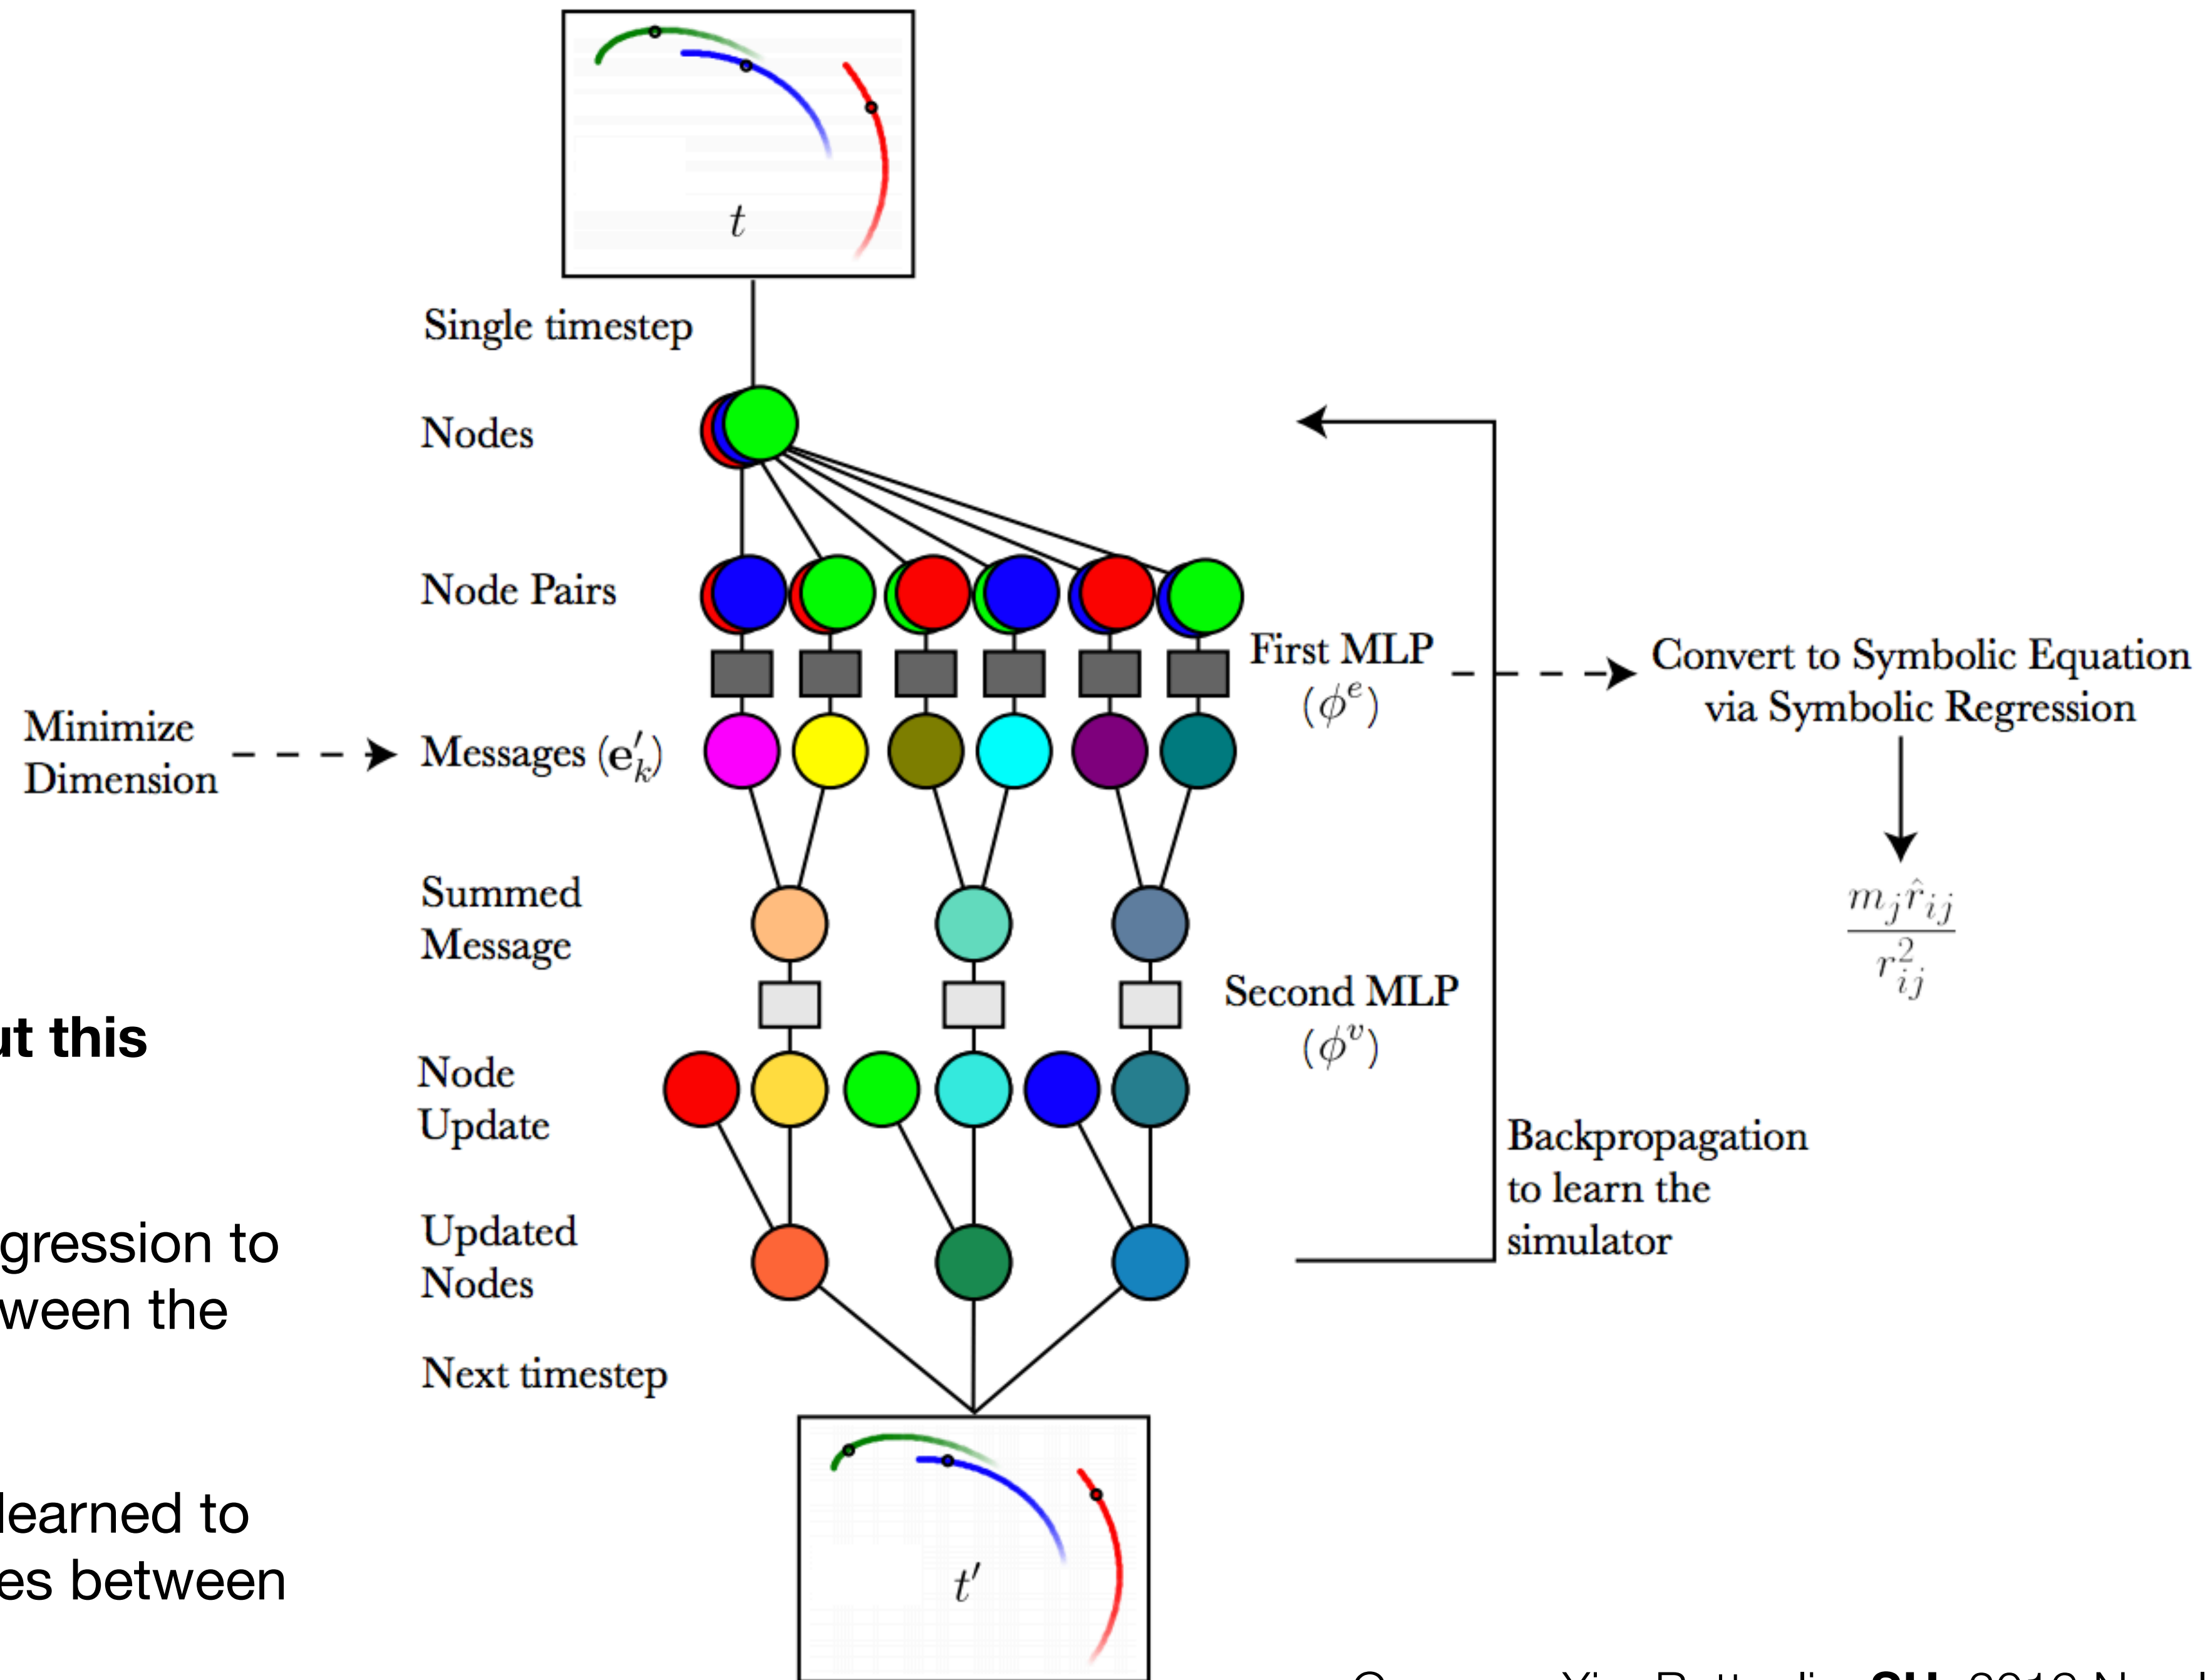 t
Single timestep
Nodes
Node Pairs
First MLP
(ϕ^e)
Convert to Symbolic Equation
via Symbolic Regression
Minimize
Dimension
Messages (e′_k)
m_j r̂_ij
r²_ij
Summed
Message
Second MLP
(ϕ^v)
ut this
Node
Update
Backpropagation
to learn the
simulator
gression to
ween the
Updated
Nodes
Next timestep
learned to
es between
t′